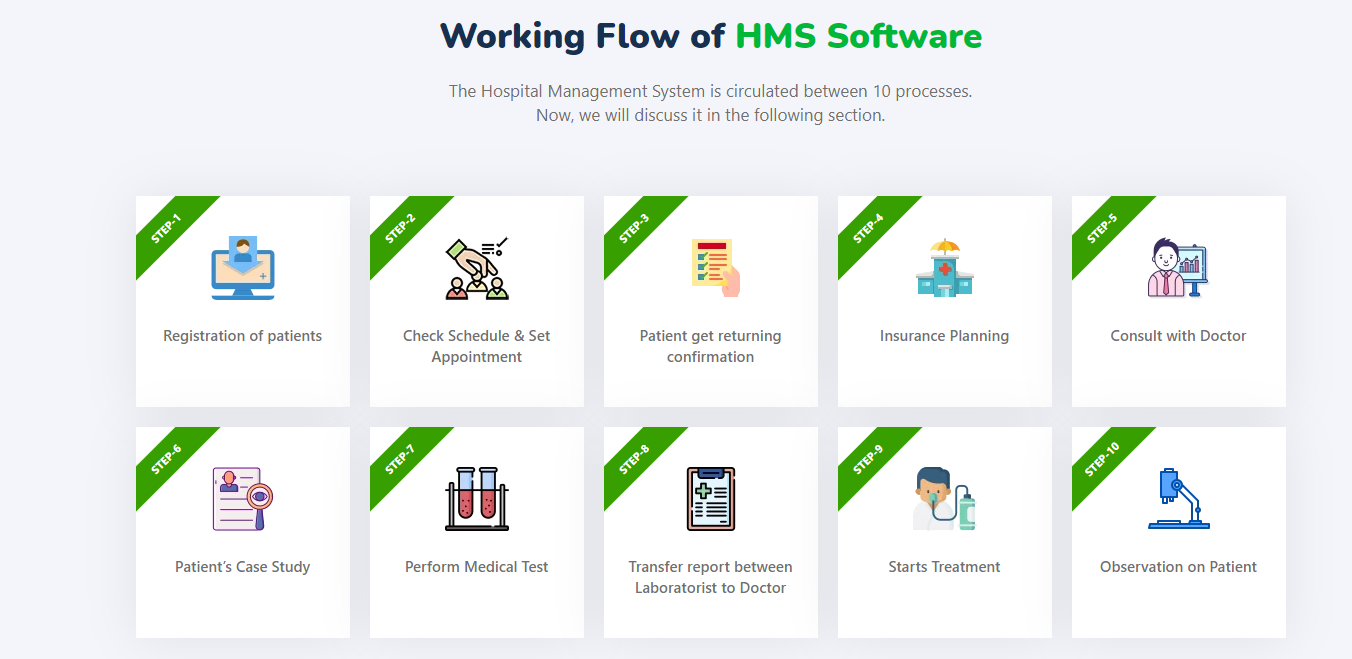 Working Flow of HMS Software
The Hospital Management System is circulated between 10 processes.
Now, we will discuss it in the following section.
STEP-1
Registration of patients
STEP-2
Check Schedule & Set
Appointment
STEP-3
Patient get returning
confirmation
STEP-4
Insurance Planning
STEP-5
Consult with Doctor
STEP-6
Patient’s Case Study
STEP-7
Perform Medical Test
STEP-8
Transfer report between
Laboratorist to Doctor
STEP-9
Starts Treatment
STEP-10
Observation on Patient